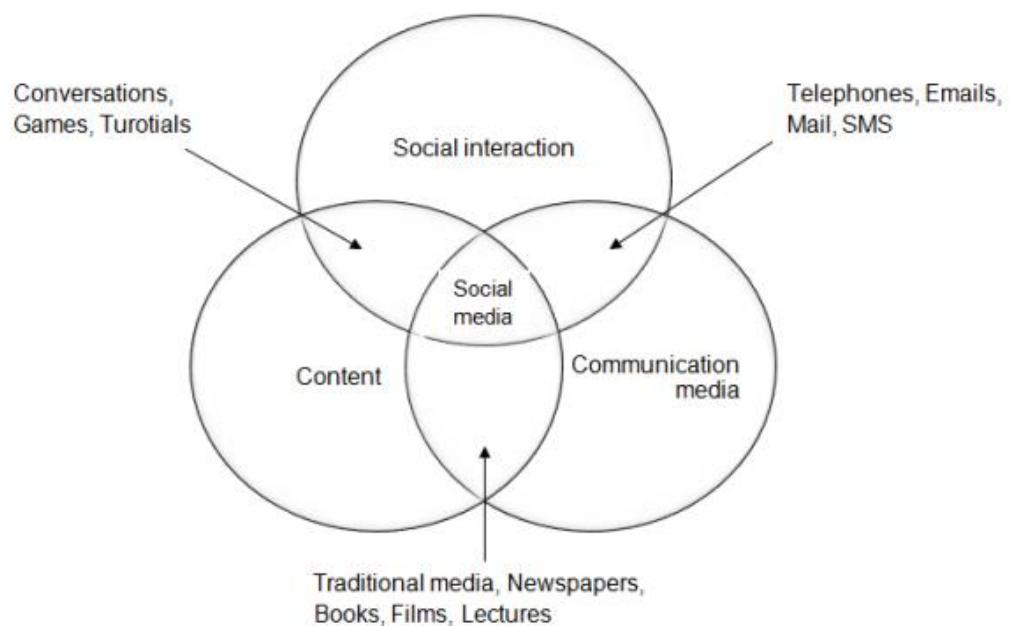 Conversations,
Games, Turotials
Telephones, Emails,
Mail, SMS
Social interaction
Social
media
Content
Communication
media
Traditional media, Newspapers,
Books, Films, Lectures